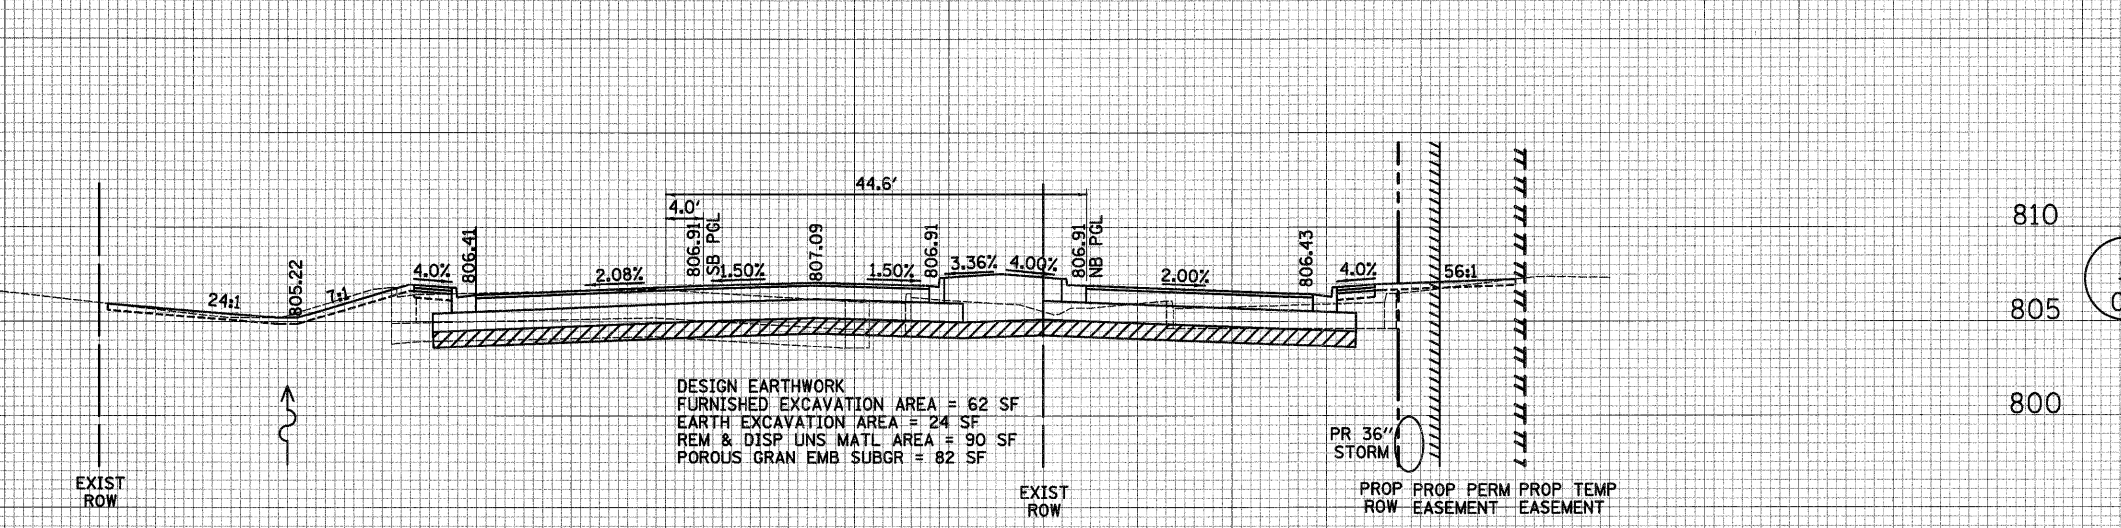 810
805
800
44.6'
4.0'
24:1
805.22
7:1
4.0%
806.41
2.08%
806.91
SB PGL
1.50%
807.09
1.50%
806.91
3.36%
4.00%
806.91
NB PGL
2.00%
806.43
4.0%
56:1
DESIGN EARTHWORK
FURNISHED EXCAVATION AREA = 62 SF
EARTH EXCAVATION AREA = 24 SF
REM & DISP UNS MATL AREA = 90 SF
POROUS GRAN EMB SUBGR = 82 SF
PR 36"
STORM
EXIST
ROW
EXIST
ROW
PROP
ROW
PROP PERM
EASEMENT
PROP TEMP
EASEMENT